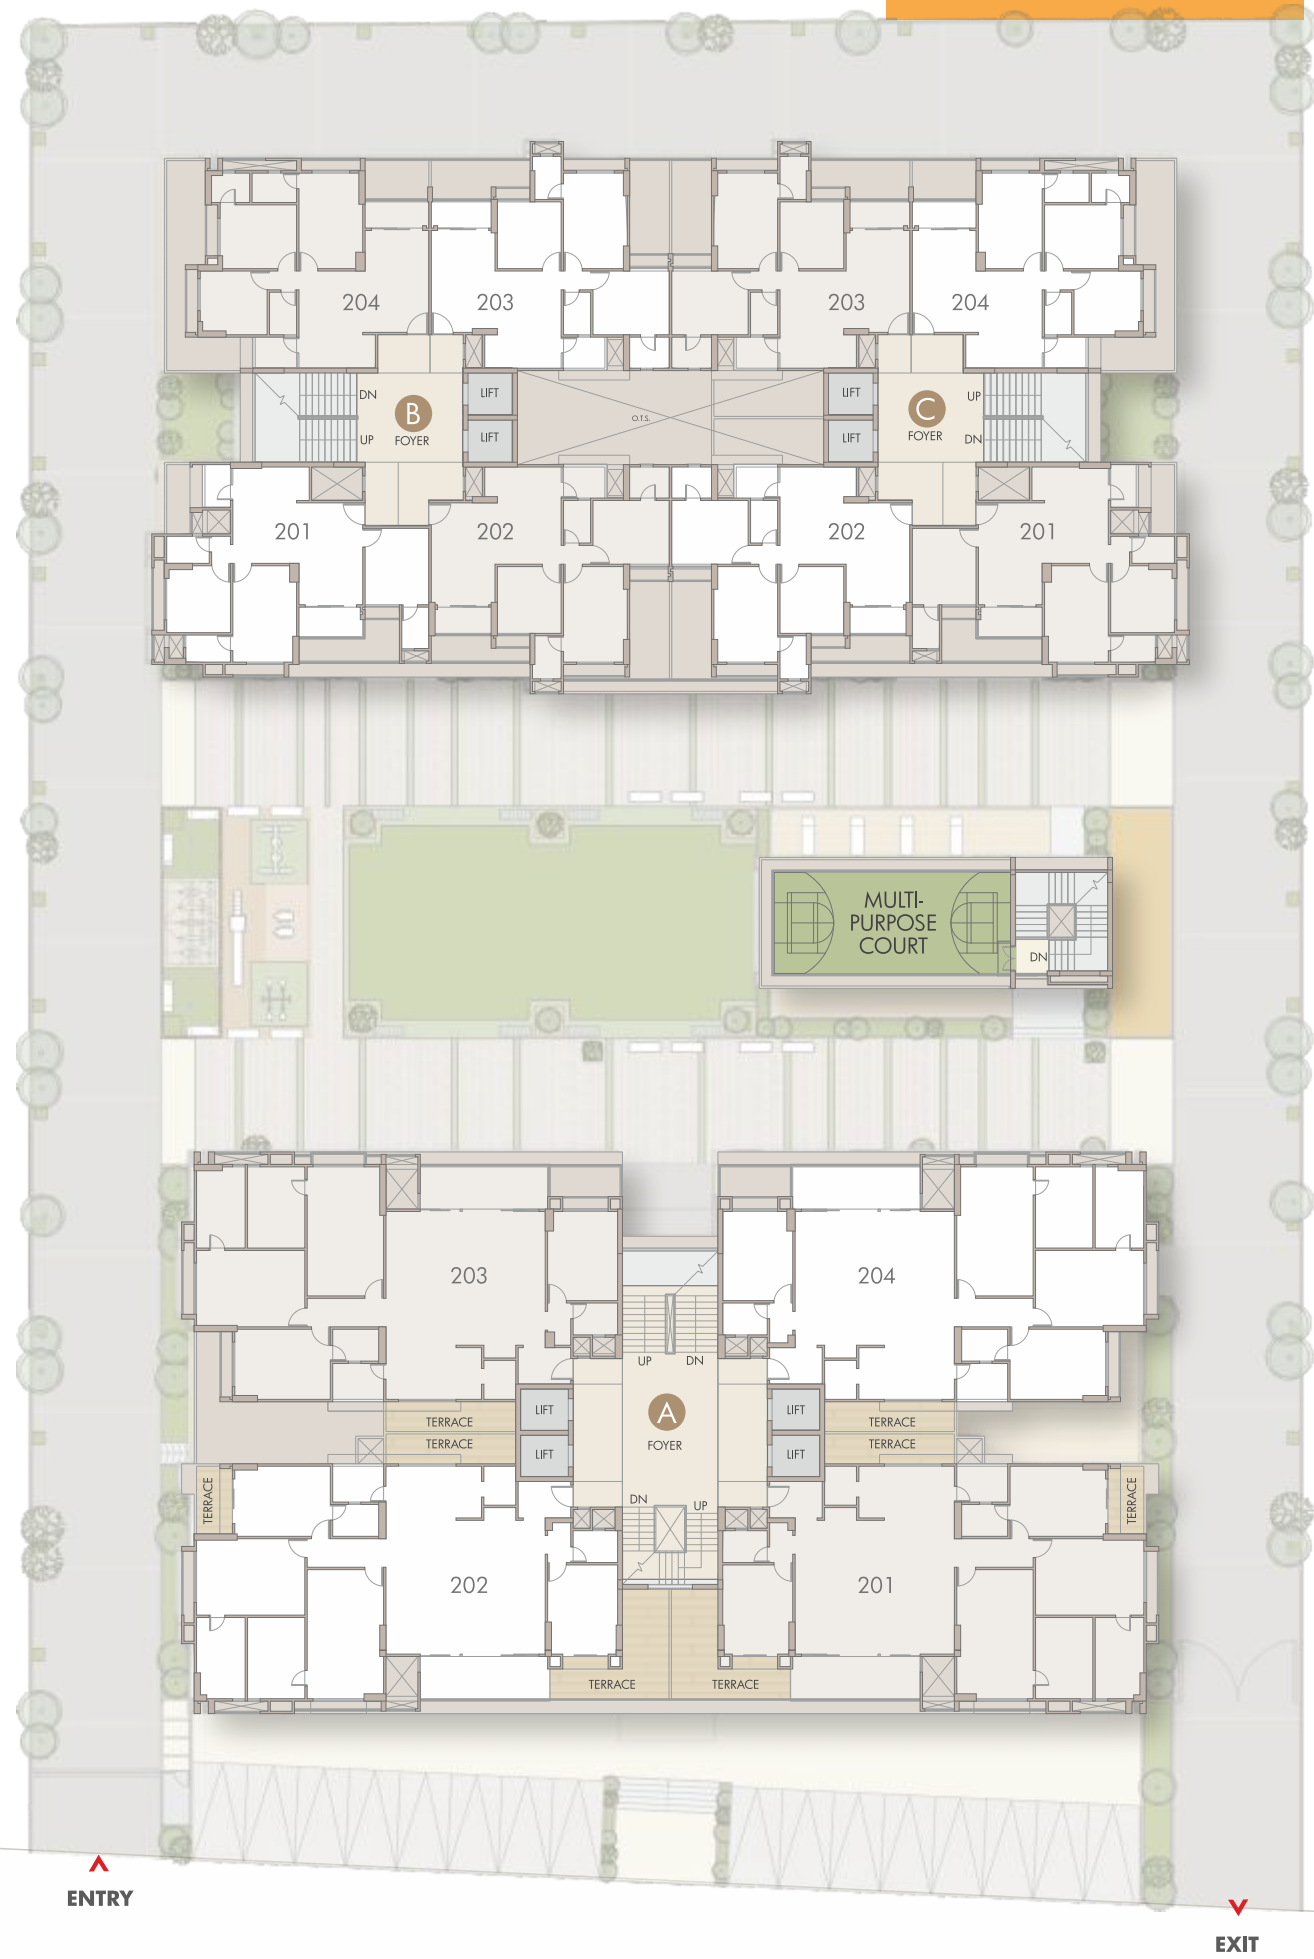 204
203
203
204
DN
UP
B
FOYER
LIFT
LIFT
O.T.S.
LIFT
LIFT
C
FOYER
UP
DN
201
202
202
201
MULTI-
PURPOSE
COURT
DN
203
204
UP
DN
LIFT
LIFT
A
FOYER
LIFT
LIFT
TERRACE
TERRACE
TERRACE
TERRACE
TERRACE
TERRACE
DN
UP
202
201
TERRACE
TERRACE
ENTRY
EXIT